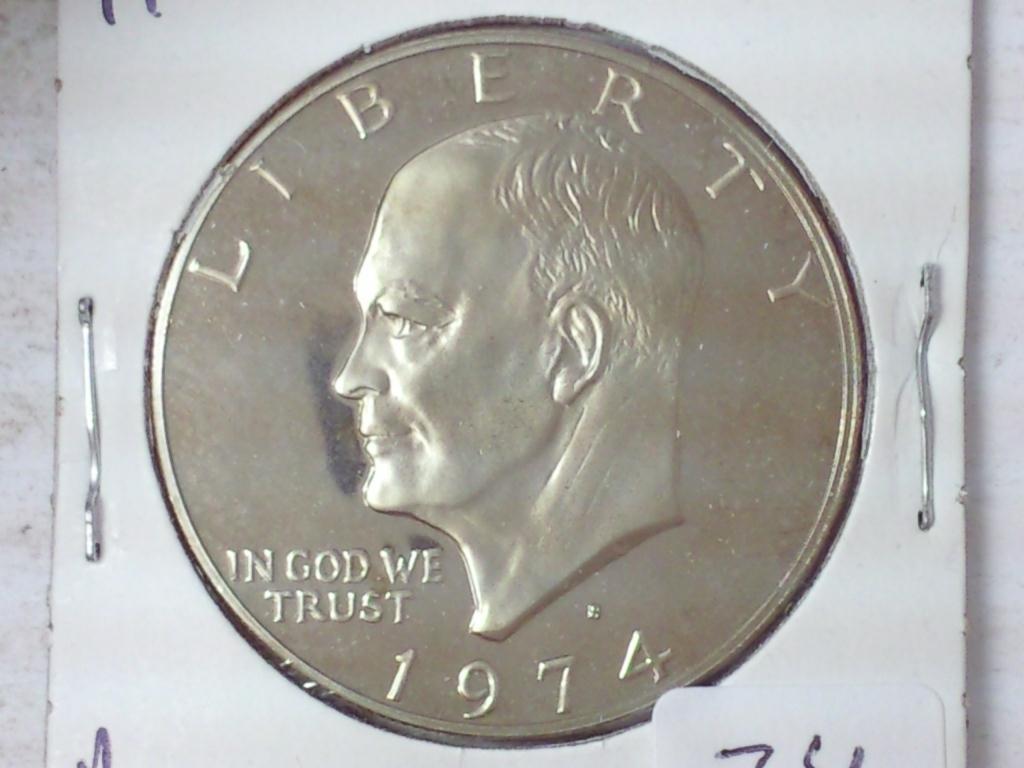 LIBERTY
IN GOD WE
TRUST
1974